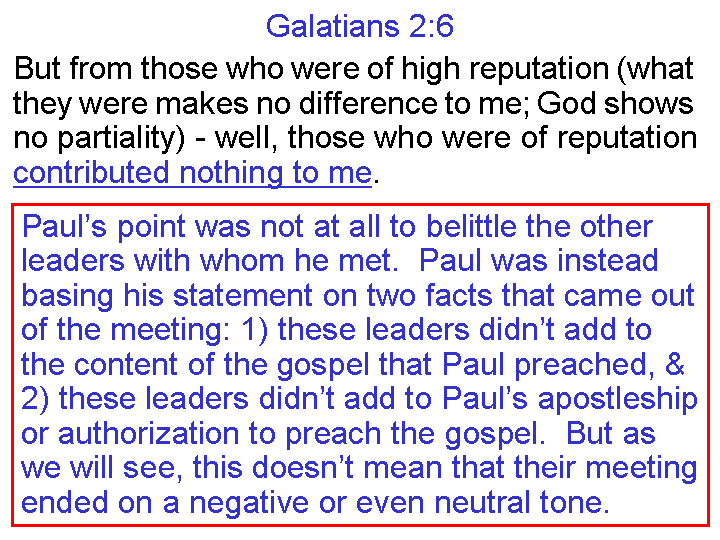 Galatians 2:6
But from those who were of high reputation (what
they were makes no difference to me; God shows
no partiality) - well, those who were of reputation
contributed nothing to me.
Paul’s point was not at all to belittle the other
leaders with whom he met.  Paul was instead
basing his statement on two facts that came out
of the meeting: 1) these leaders didn’t add to
the content of the gospel that Paul preached, &
2) these leaders didn’t add to Paul’s apostleship
or authorization to preach the gospel.  But as
we will see, this doesn’t mean that their meeting
ended on a negative or even neutral tone.